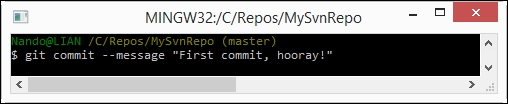 MINGW32:/C/Repos/MySvnRepo
Nando@LIAN /C/Repos/MySvnRepo (master)
$ git commit --message "First commit, hooray!"